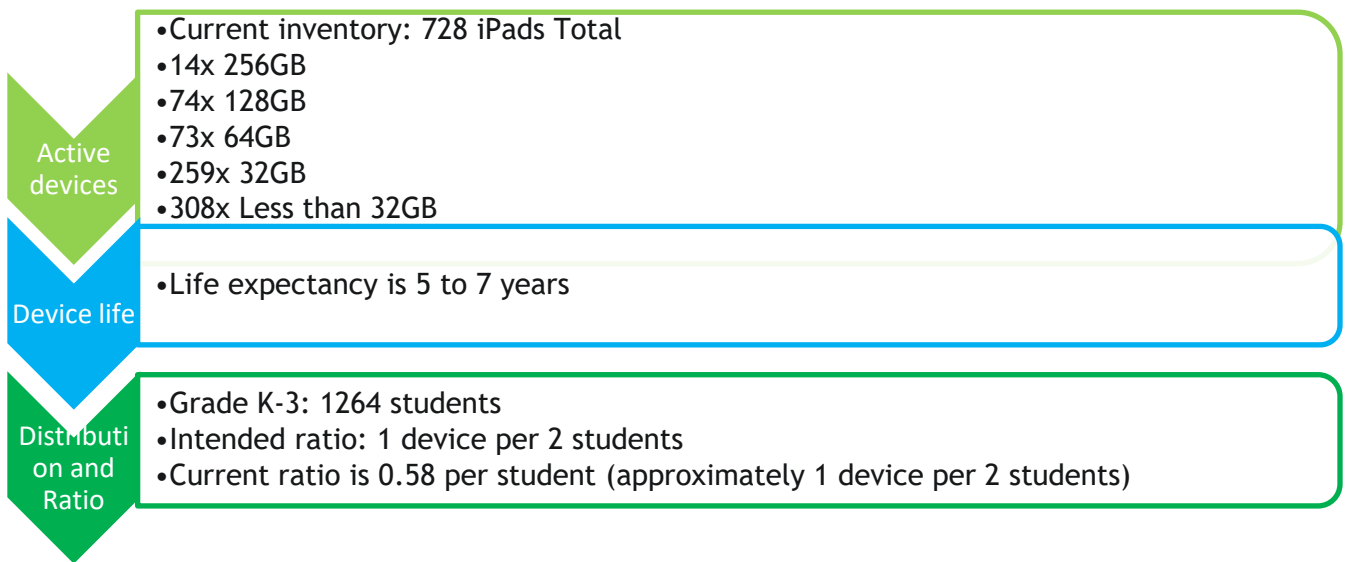 •Current inventory: 728 iPads Total
•14x 256GB
•74x 128GB
•73x 64GB
•259x 32GB
•308x Less than 32GB
Active
devices
•Life expectancy is 5 to 7 years
Device life
•Grade K-3: 1264 students
•Intended ratio: 1 device per 2 students
•Current ratio is 0.58 per student (approximately 1 device per 2 students)
Distributi
on and
Ratio